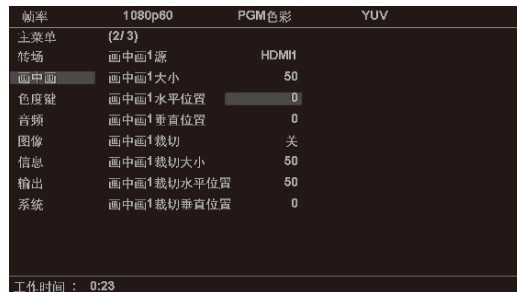 帧率 1080p60 PGM色彩 YUV
主菜单 (2/3)
转场 画中画1源 HDMI1
画中画 画中画1大小 50
色度键 画中画1水平位置 0
音频 画中画1垂直位置 0
图像 画中画1裁切 关
信息 画中画1裁切大小 50
输出 画中画1裁切水平位置 50
系统 画中画1裁切垂直位置 0
工作时间 : 0:23